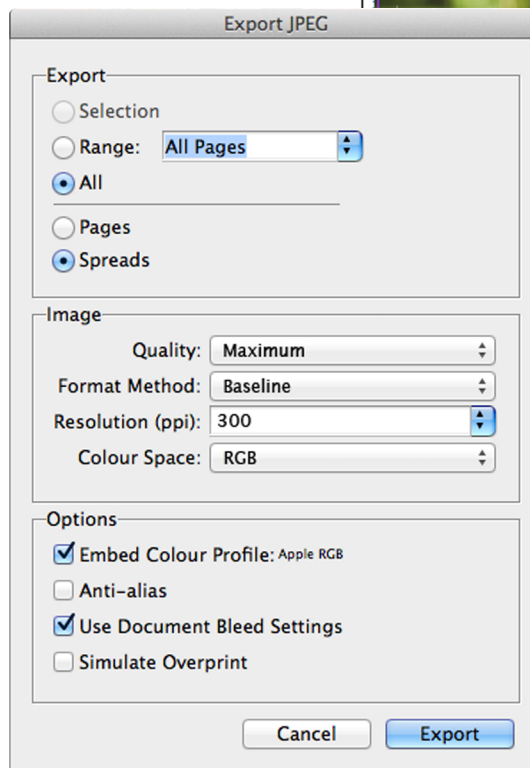 Export JPEG
Export
Selection
Range: All Pages
All
Pages
Spreads
Image
Quality: Maximum
Format Method: Baseline
Resolution (ppi): 300
Colour Space: RGB
Options
Embed Colour Profile: Apple RGB
Anti-alias
Use Document Bleed Settings
Simulate Overprint
Cancel Export